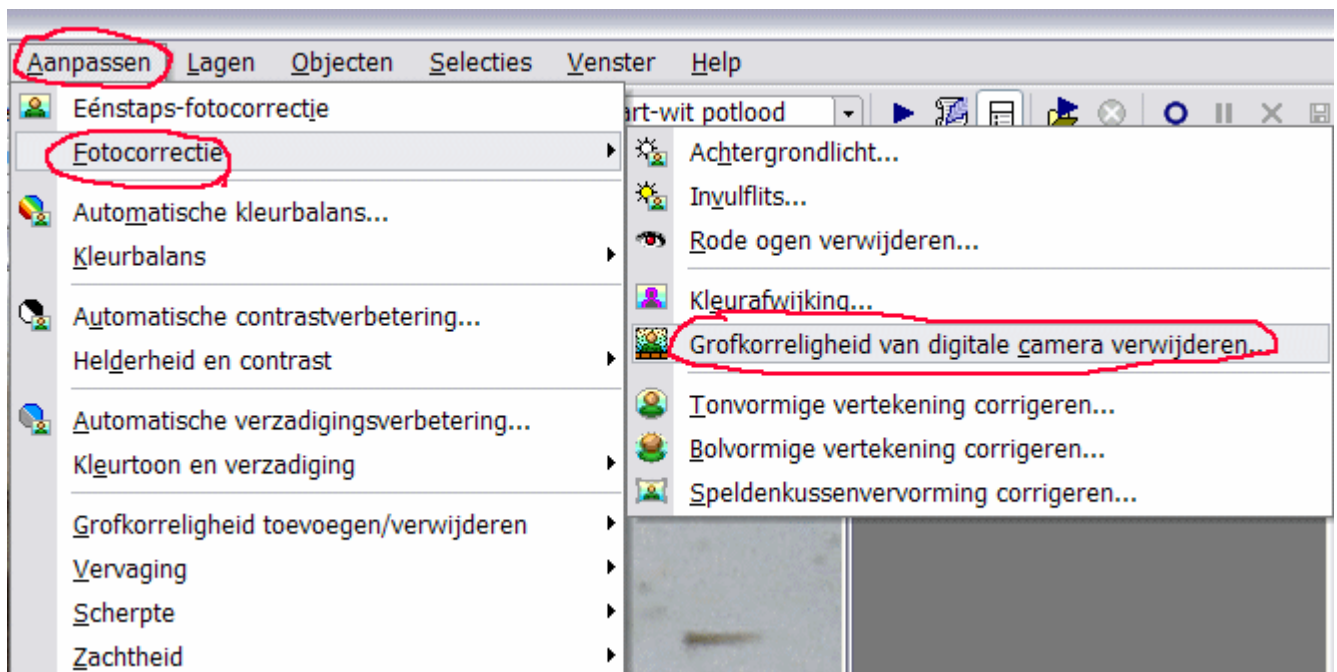 Aanpassen Lagen Objecten Selecties Venster Help
Eénstaps-fotocorrectie
art-wit potlood
Fotocorrectie
Automatische kleurbalans...
Kleurbalans
Automatische contrastverbetering...
Helderheid en contrast
Automatische verzadigingsverbetering...
Kleurtoon en verzadiging
Grofkorreligheid toevoegen/verwijderen
Vervaging
Scherpte
Zachtheid
Achtergrondlicht...
Invulflits...
Rode ogen verwijderen...
Kleurafwijking...
Grofkorreligheid van digitale camera verwijderen...
Tonvormige vertekening corrigeren...
Bolvormige vertekening corrigeren...
Speldenkussenvervorming corrigeren...